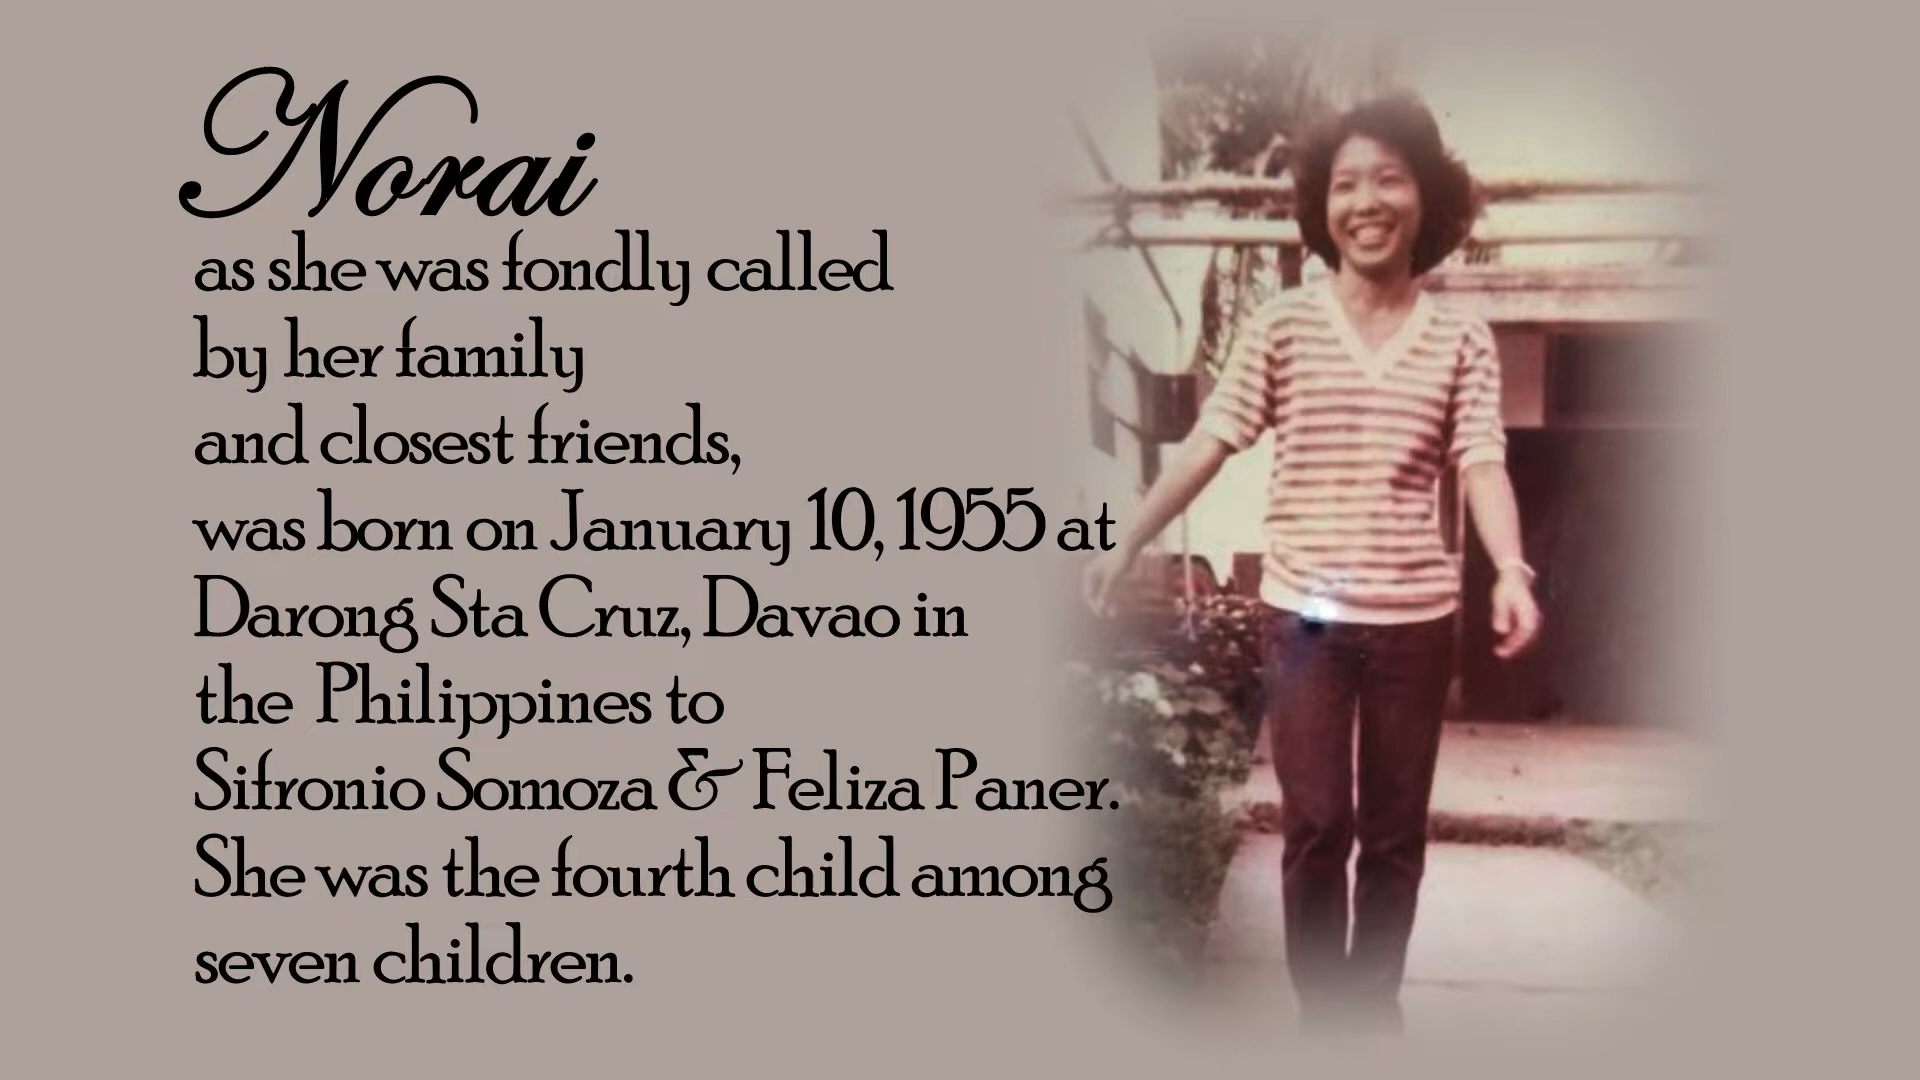 Norai
as she was fondly called
by her family
and closest friends,
was born on January 10, 1955 at
Darong Sta Cruz, Davao in
the Philippines to
Sifronio Somoza & Feliza Paner.
She was the fourth child among
seven children.